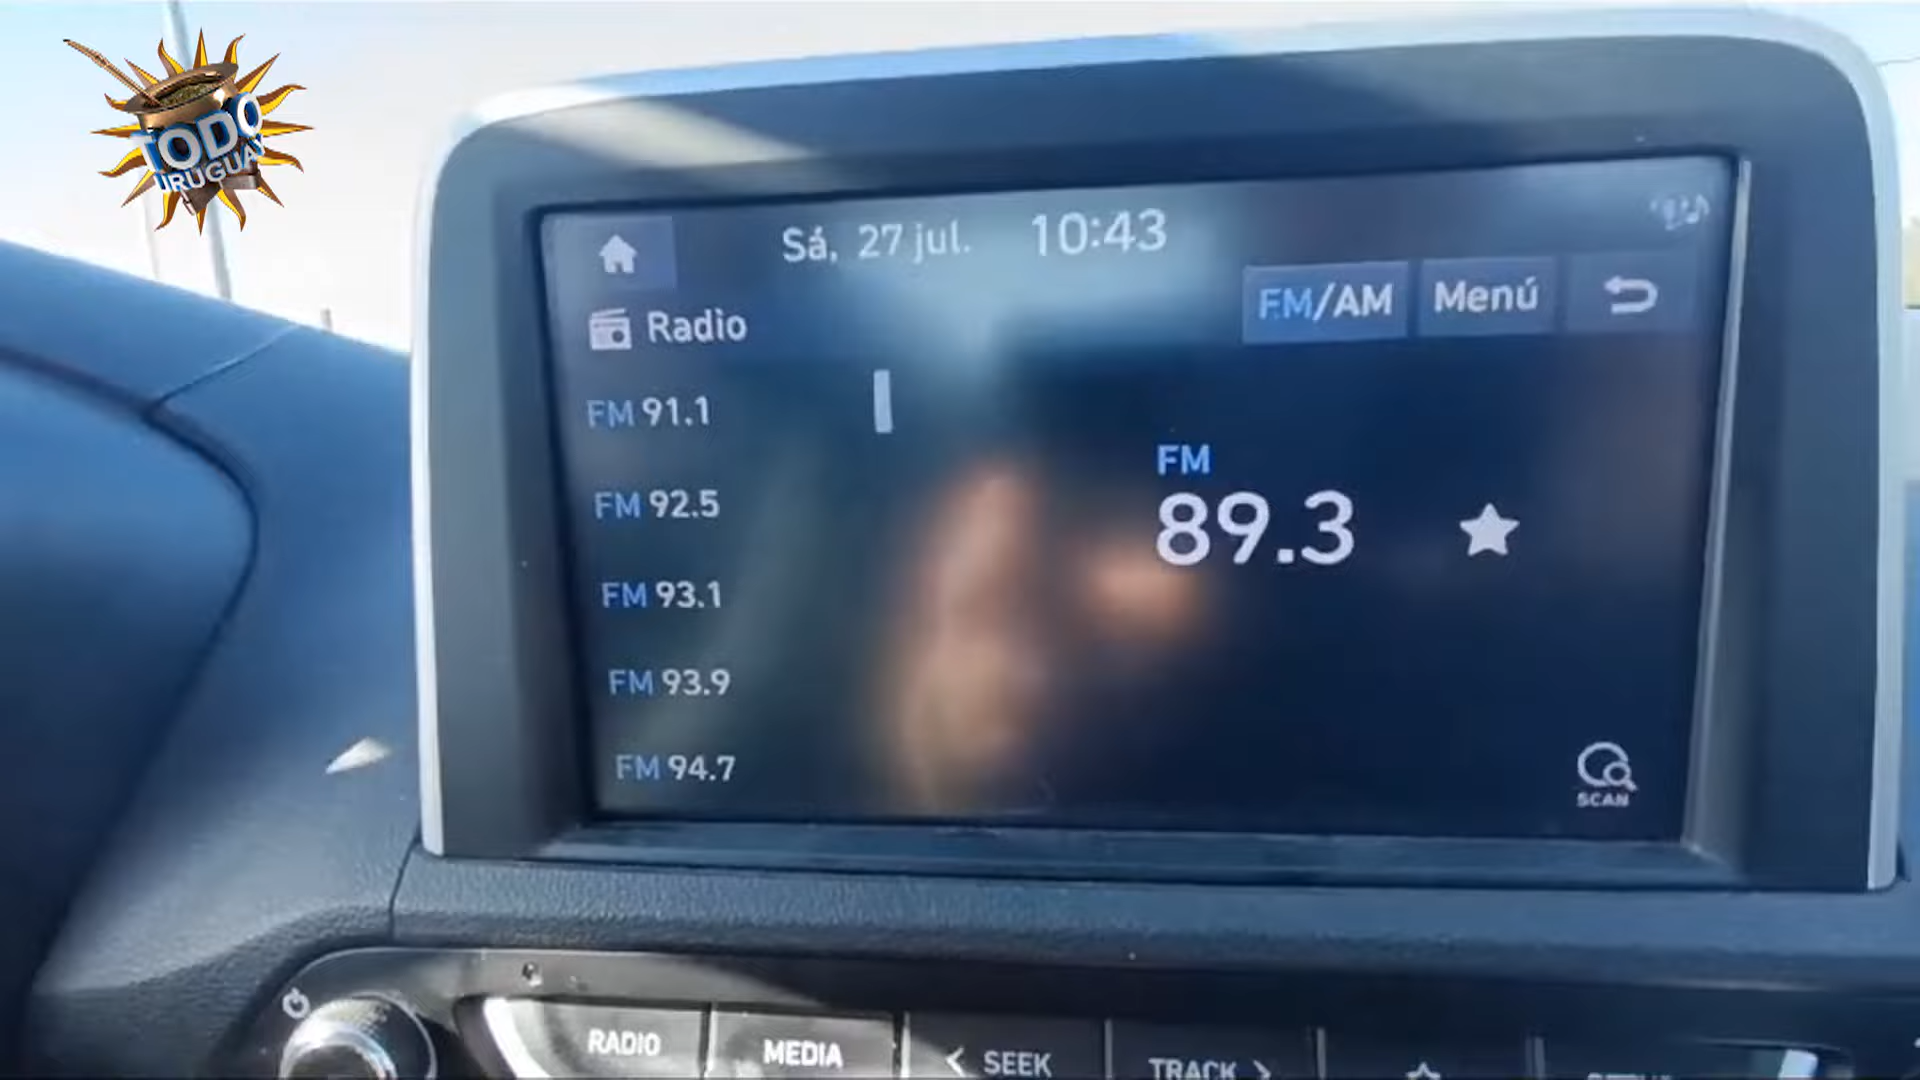 TODO
URUGUAY
Sá, 27 jul. 10:43
FM/AM Menú
Radio
FM 91.1
FM 92.5
FM 93.1
FM 93.9
FM 94.7
FM
89.3
SCAN
RADIO
MEDIA
< SEEK
TRACK >